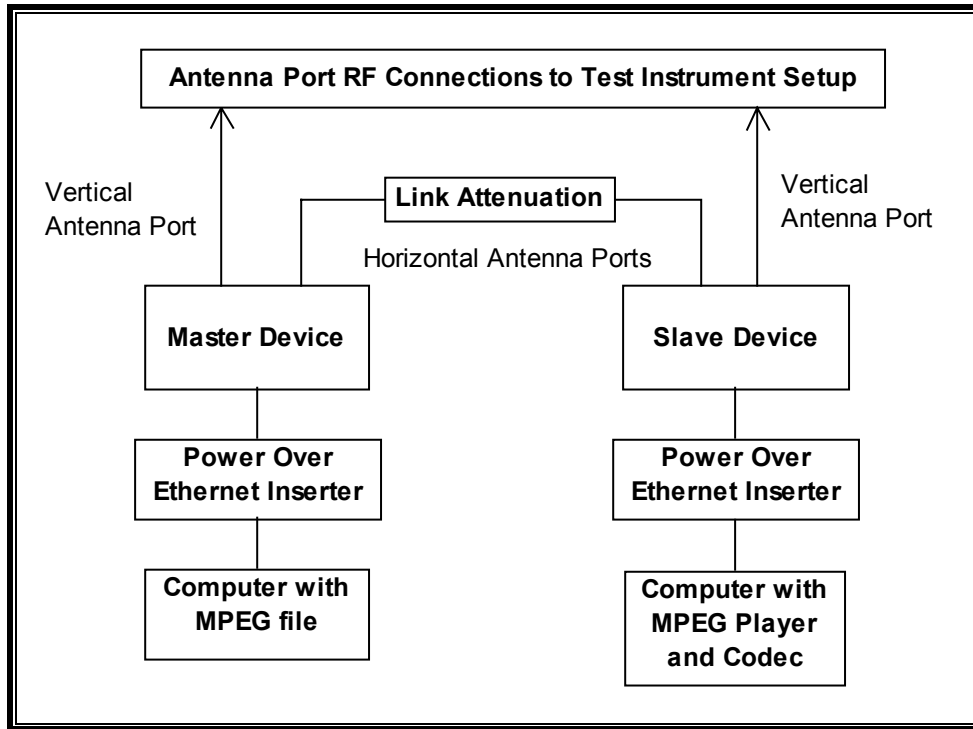 Antenna Port RF Connections to Test Instrument Setup
Vertical
Antenna Port
Link Attenuation
Vertical
Antenna Port
Horizontal Antenna Ports
Master Device
Slave Device
Power Over
Ethernet Inserter
Power Over
Ethernet Inserter
Computer with
MPEG file
Computer with
MPEG Player
and Codec